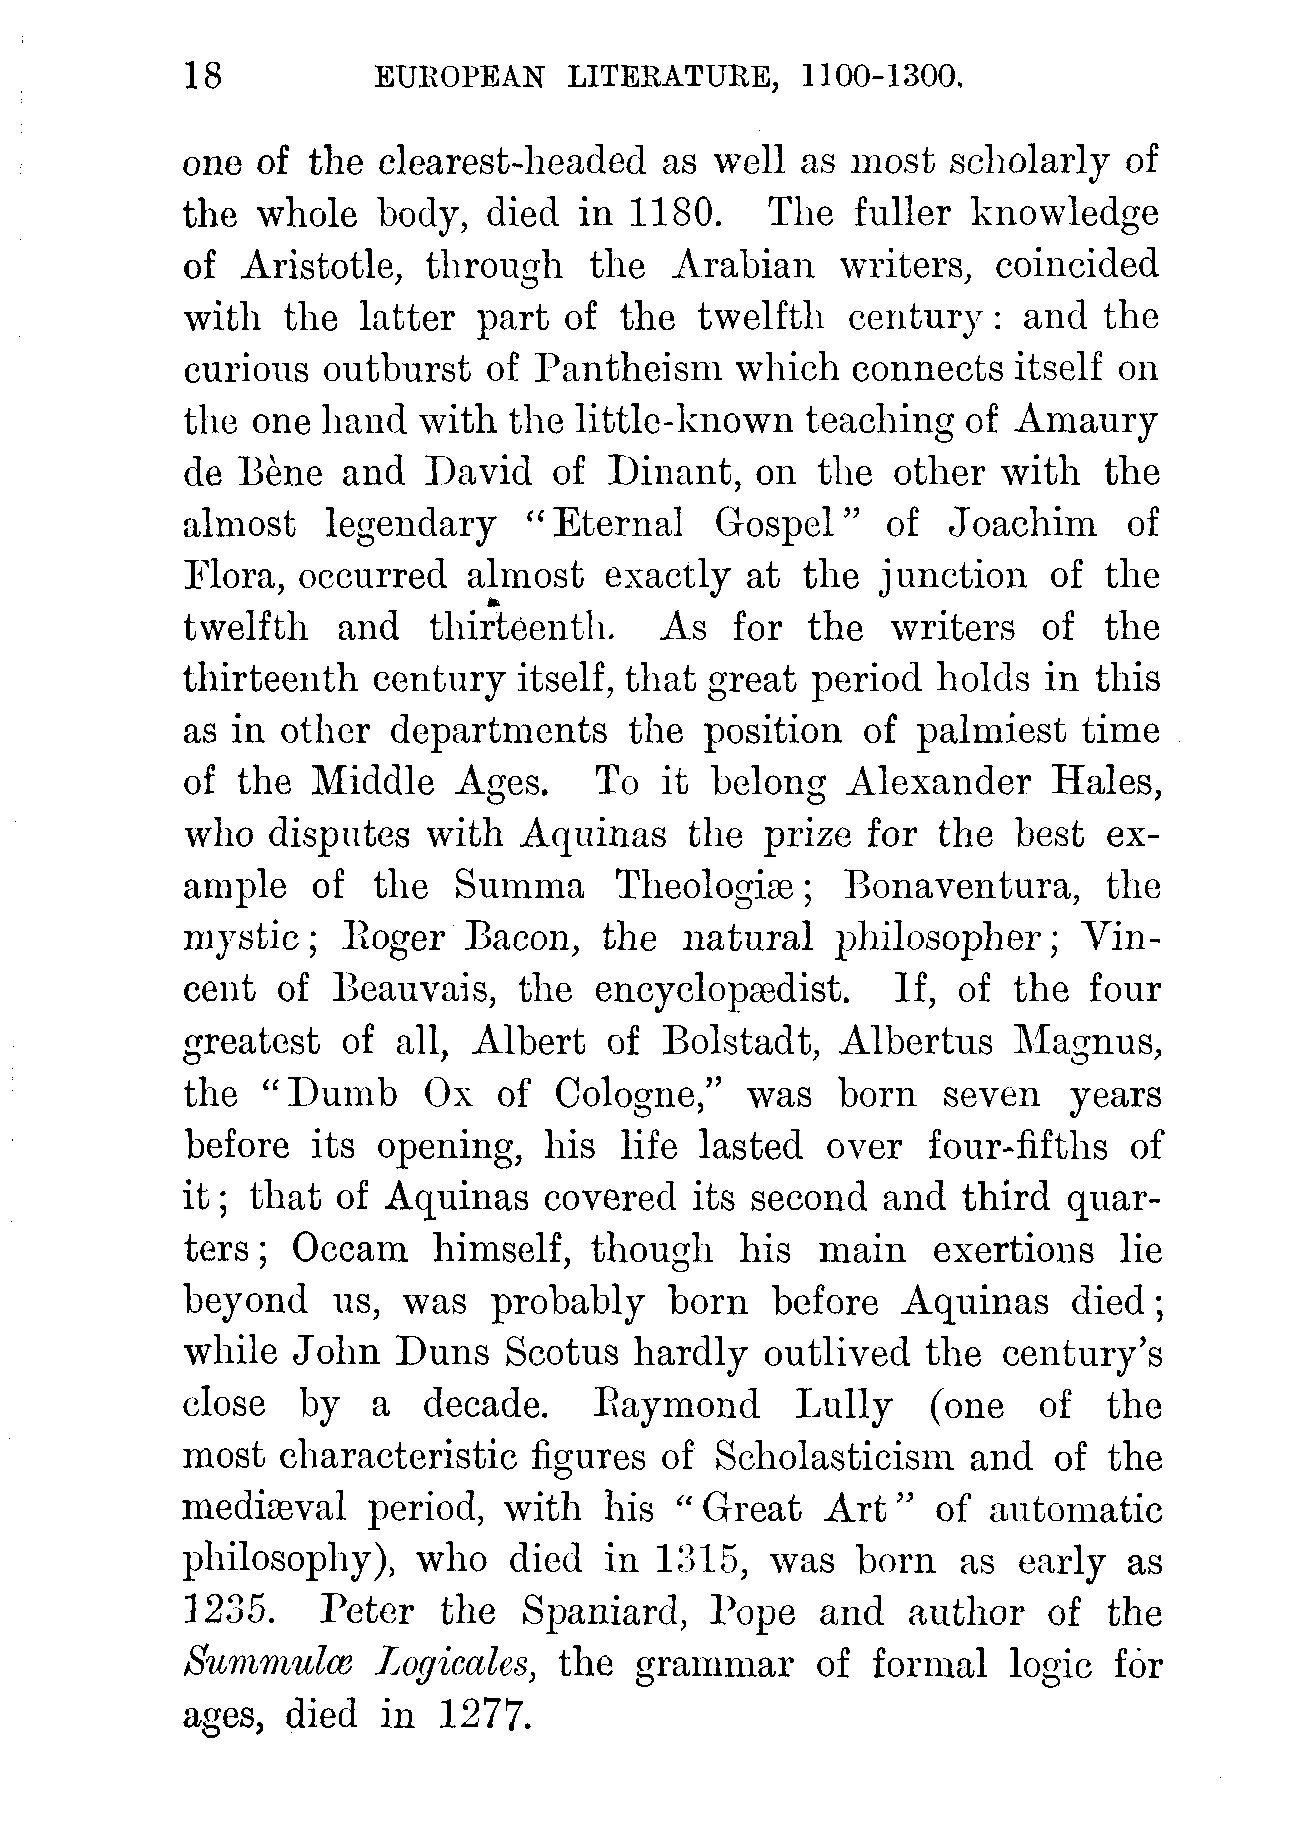 18 EUROPEAN LITERATURE, 1100-1300.
one of the clearest-headed as well as most scholarly of
the whole body, died in 1180. The fuller knowledge
of Aristotle, through the Arabian writers, coincided
with the latter part of the twelfth century: and the
curious outburst of Pantheism which connects itself on
the one hand with the little-known teaching of Amaury
de Bène and David of Dinant, on the other with the
almost legendary “Eternal Gospel” of Joachim of
Flora, occurred almost exactly at the junction of the
twelfth and thirteenth. As for the writers of the
thirteenth century itself, that great period holds in this
as in other departments the position of palmiest time
of the Middle Ages. To it belong Alexander Hales,
who disputes with Aquinas the prize for the best ex-
ample of the Summa Theologiæ; Bonaventura, the
mystic; Roger Bacon, the natural philosopher; Vin-
cent of Beauvais, the encyclopædist. If, of the four
greatest of all, Albert of Bolstadt, Albertus Magnus,
the “Dumb Ox of Cologne,” was born seven years
before its opening, his life lasted over four-fifths of
it; that of Aquinas covered its second and third quar-
ters; Occam himself, though his main exertions lie
beyond us, was probably born before Aquinas died;
while John Duns Scotus hardly outlived the century’s
close by a decade. Raymond Lully (one of the
most characteristic figures of Scholasticism and of the
mediæval period, with his “Great Art” of automatic
philosophy), who died in 1315, was born as early as
1235. Peter the Spaniard, Pope and author of the
Summulæ Logicales, the grammar of formal logic for
ages, died in 1277.